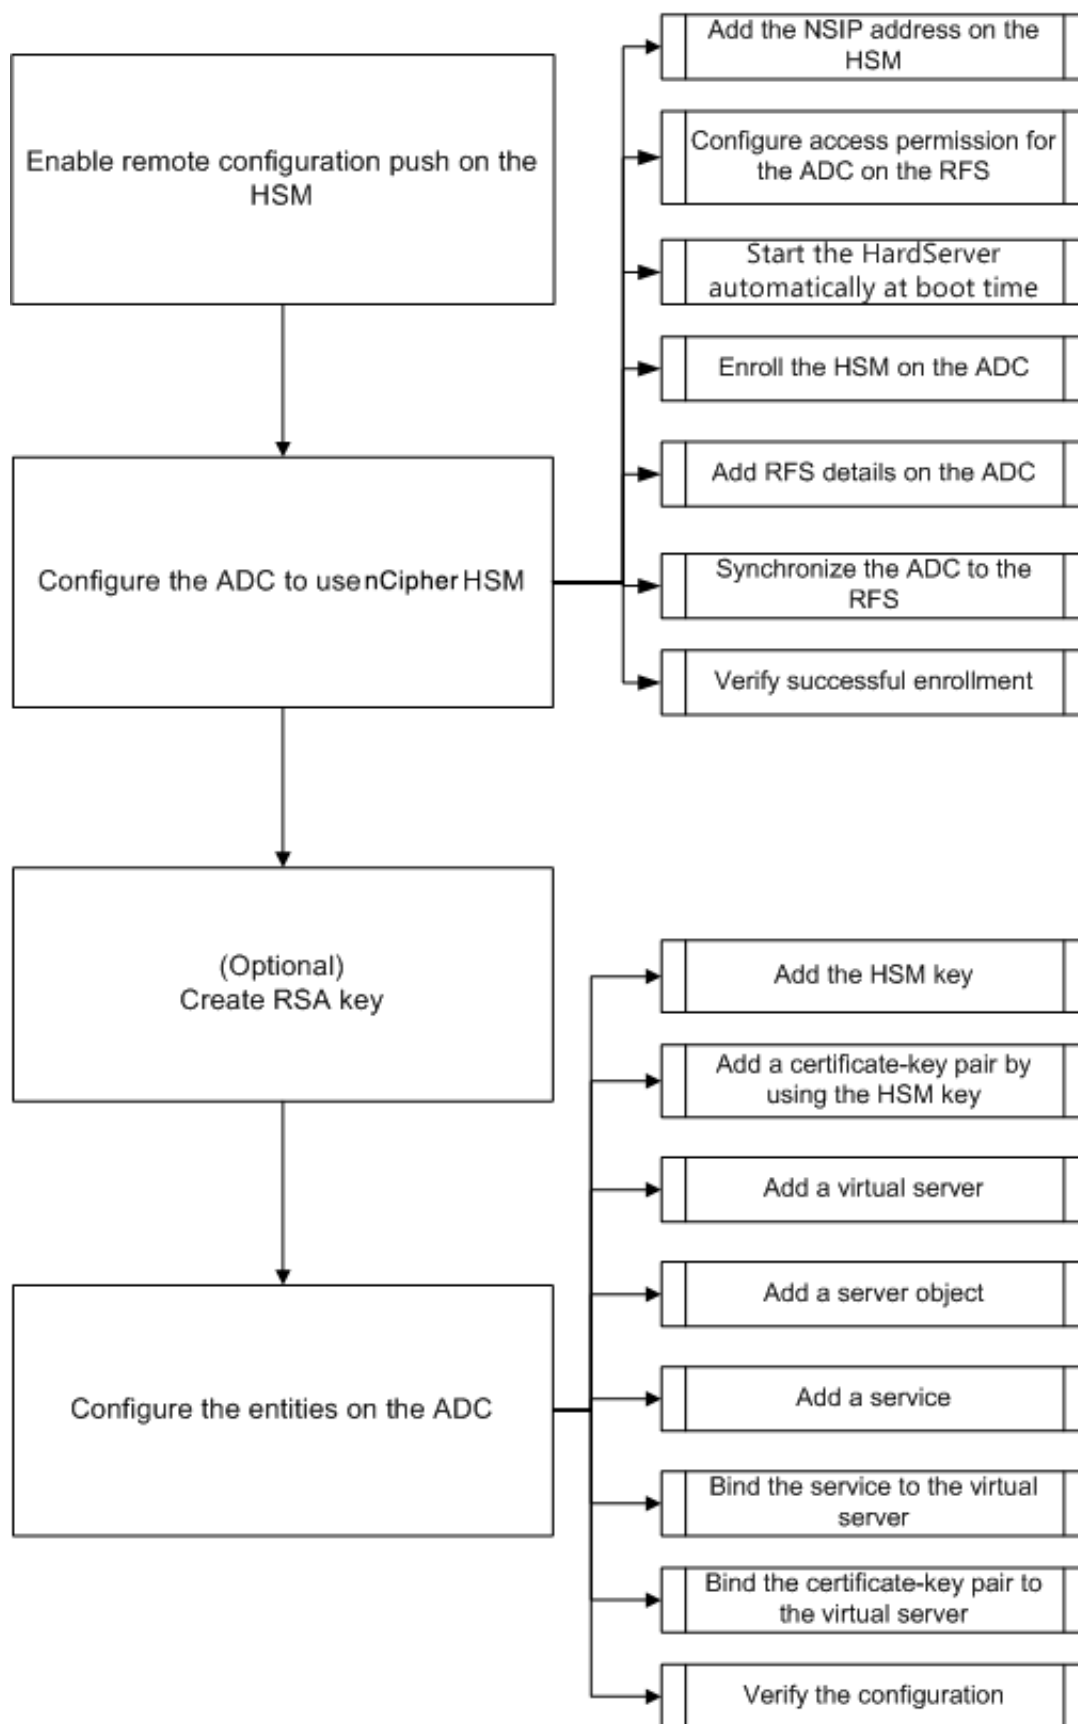 Enable remote configuration push on the
HSM
Add the NSIP address on the
HSM
Configure access permission for
the ADC on the RFS
Start the HardServer
automatically at boot time
Enroll the HSM on the ADC
Add RFS details on the ADC
Configure the ADC to use nCipher HSM
Synchronize the ADC to the
RFS
Verify successful enrollment
(Optional)
Create RSA key
Add the HSM key
Add a certificate-key pair by
using the HSM key
Add a virtual server
Add a server object
Configure the entities on the ADC
Add a service
Bind the service to the virtual
server
Bind the certificate-key pair to
the virtual server
Verify the configuration